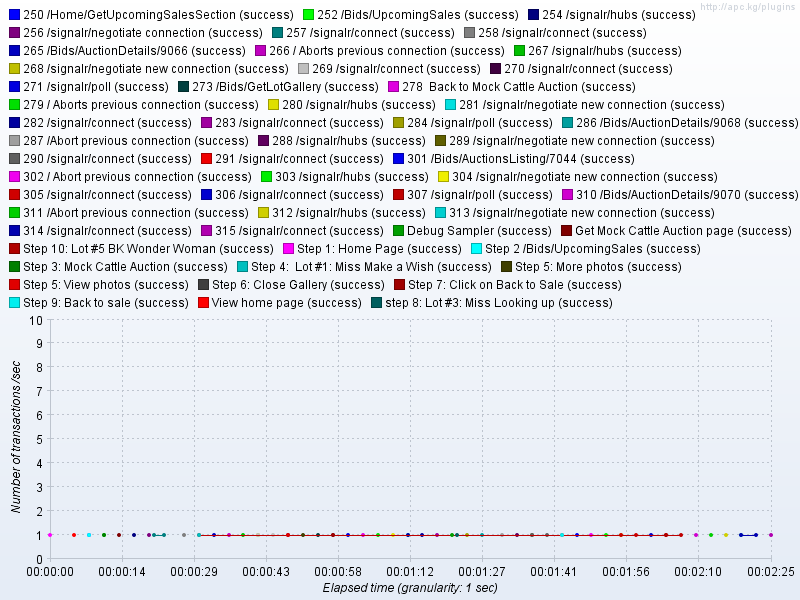 http://apc.kg/plugins
250 /Home/GetUpcomingSalesSection (success) 252 /Bids/UpcomingSales (success) 254 /signalr/hubs (success)
256 /signalr/negotiate connection (success) 257 /signalr/connect (success) 258 /signalr/connect (success)
265 /Bids/AuctionDetails/9066 (success) 266 / Aborts previous connection (success) 267 /signalr/hubs (success)
268 /signalr/negotiate new connection (success) 269 /signalr/connect (success) 270 /signalr/connect (success)
271 /signalr/poll (success) 273 /Bids/GetLotGallery (success) 278 Back to Mock Cattle Auction (success)
279 / Aborts previous connection (success) 280 /signalr/hubs (success) 281 /signalr/negotiate new connection (success)
282 /signalr/connect (success) 283 /signalr/connect (success) 284 /signalr/poll (success) 286 /Bids/AuctionDetails/9068 (success)
287 /Abort previous connection (success) 288 /signalr/hubs (success) 289 /signalr/negotiate new connection (success)
290 /signalr/connect (success) 291 /signalr/connect (success) 301 /Bids/AuctionsListing/7044 (success)
302 / Abort previous connection (success) 303 /signalr/hubs (success) 304 /signalr/negotiate new connection (success)
305 /signalr/connect (success) 306 /signalr/connect (success) 307 /signalr/poll (success) 310 /Bids/AuctionDetails/9070 (success)
311 /Abort previous connection (success) 312 /signalr/hubs (success) 313 /signalr/negotiate new connection (success)
314 /signalr/connect (success) 315 /signalr/connect (success) Debug Sampler (success) Get Mock Cattle Auction page (success)
Step 10: Lot #5 BK Wonder Woman (success) Step 1: Home Page (success) Step 2 /Bids/UpcomingSales (success)
Step 3: Mock Cattle Auction (success) Step 4: Lot #1: Miss Make a Wish (success) Step 5: More photos (success)
Step 5: View photos (success) Step 6: Close Gallery (success) Step 7: Click on Back to Sale (success)
Step 9: Back to sale (success) View home page (success) step 8: Lot #3: Miss Looking up (success)
Number of transactions /sec
10
9
8
7
6
5
4
3
2
1
0
00:00:00 00:00:14 00:00:29 00:00:43 00:00:58 00:01:12 00:01:27 00:01:41 00:01:56 00:02:10 00:02:25
Elapsed time (granularity: 1 sec)